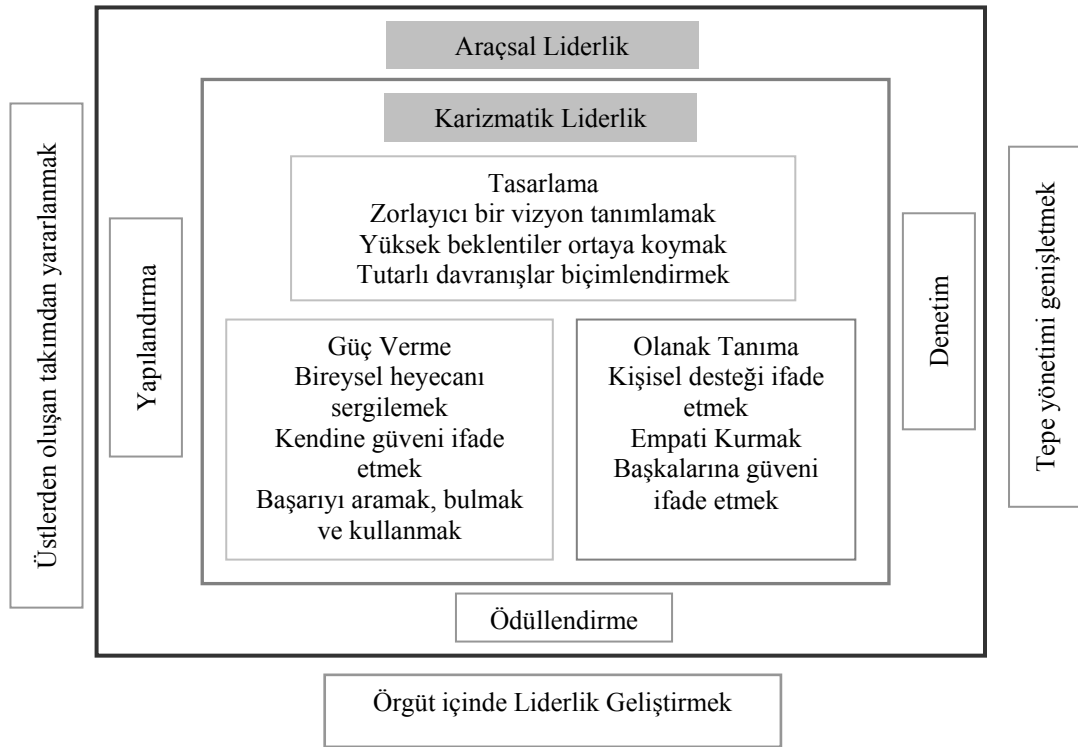 Araçsal Liderlik
Karizmatik Liderlik
Üstlerden oluşan takımdan yararlanmak
Yapılandırma
Tasarlama
Zorlayıcı bir vizyon tanımlamak
Yüksek beklentiler ortaya koymak
Tutarlı davranışlar biçimlendirmek
Güç Verme
Bireysel heyecanı
sergilemek
Kendine güveni ifade
etmek
Başarıyı aramak, bulmak
ve kullanmak
Olanak Tanıma
Kişisel desteği ifade
etmek
Empati Kurmak
Başkalarına güveni
ifade etmek
Denetim
Tepe yönetimi genişletmek
Ödüllendirme
Örgüt içinde Liderlik Geliştirmek